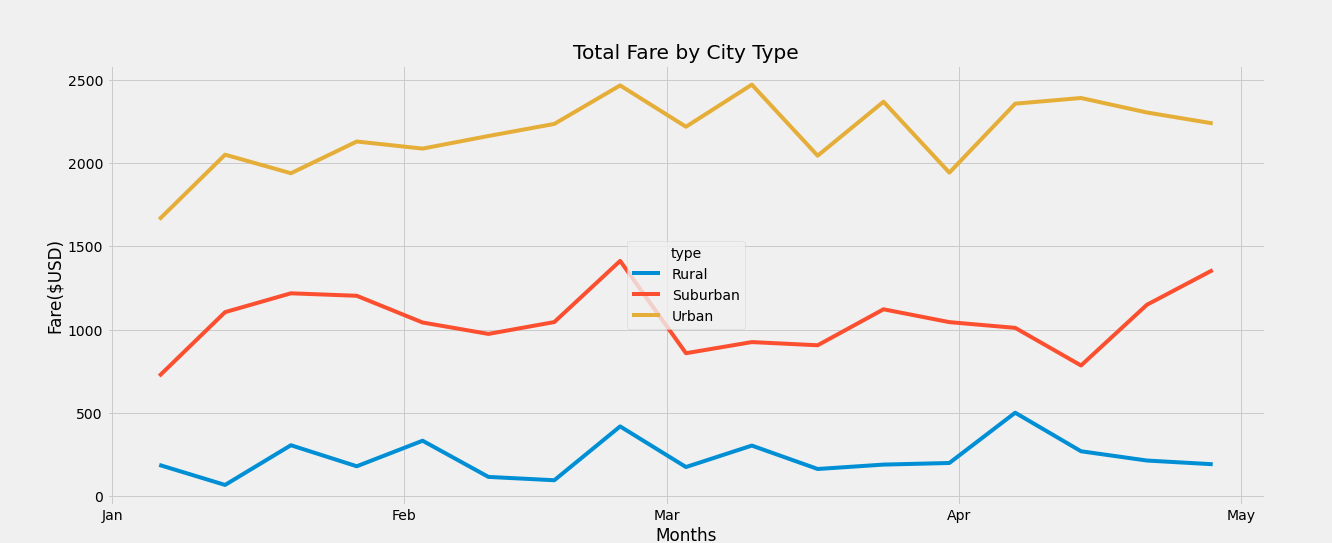 Total Fare by City Type
2500
2000
1500
1000
500
0
Fare($USD)
type
Rural
Suburban
Urban
Jan Feb Mar Apr May
Months